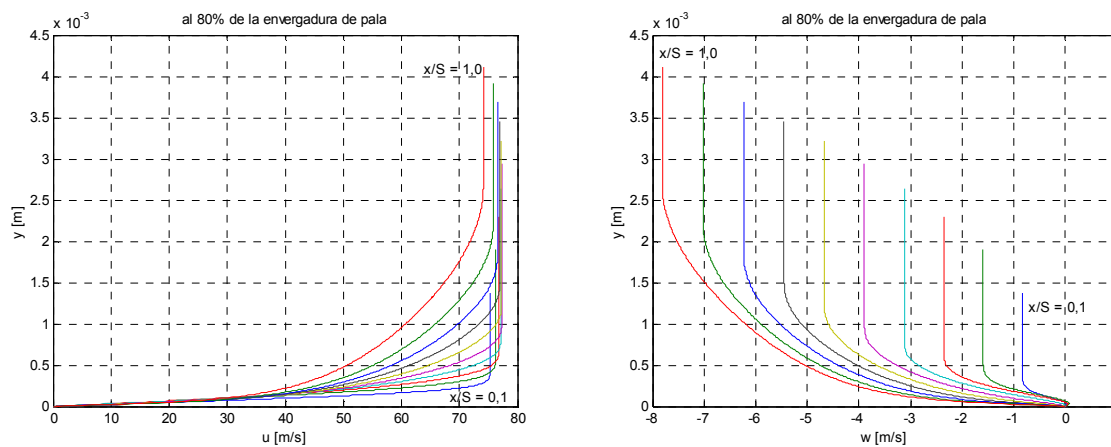 al 80% de la envergadura de pala
x 10^-3
4.5
4
3.5
3
2.5
2
1.5
1
0.5
0
y [m]
x/S = 1,0
x/S = 0,1
0 10 20 30 40 50 60 70 80
u [m/s]
al 80% de la envergadura de pala
x 10^-3
4.5
4
3.5
3
2.5
2
1.5
1
0.5
0
y [m]
x/S = 1,0
x/S = 0,1
-8 -7 -6 -5 -4 -3 -2 -1 0
w [m/s]